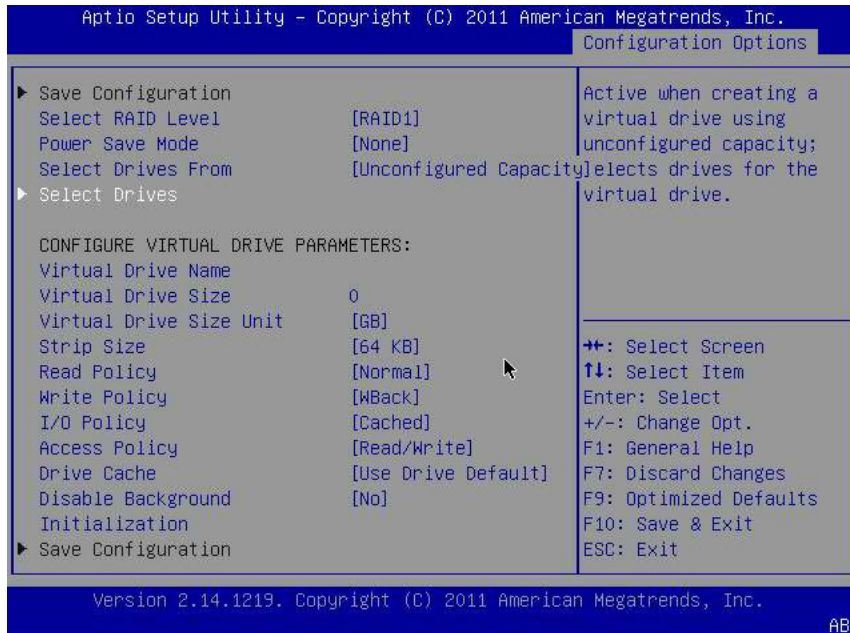 Aptio Setup Utility – Copyright (C) 2011 American Megatrends, Inc.
Configuration Options
▶ Save Configuration
Select RAID Level [RAID1]
Power Save Mode [None]
Select Drives From [Unconfigured Capacity]
▶ Select Drives
CONFIGURE VIRTUAL DRIVE PARAMETERS:
Virtual Drive Name
Virtual Drive Size 0
Virtual Drive Size Unit [GB]
Strip Size [64 KB]
Read Policy [Normal]
Write Policy [WBack]
I/O Policy [Cached]
Access Policy [Read/Write]
Drive Cache [Use Drive Default]
Disable Background [No]
Initialization
▶ Save Configuration
Active when creating a
virtual drive using
unconfigured capacity;
elects drives for the
virtual drive.
→←: Select Screen
↑↓: Select Item
Enter: Select
+/-: Change Opt.
F1: General Help
F7: Discard Changes
F9: Optimized Defaults
F10: Save & Exit
ESC: Exit
Version 2.14.1219. Copyright (C) 2011 American Megatrends, Inc.
AB